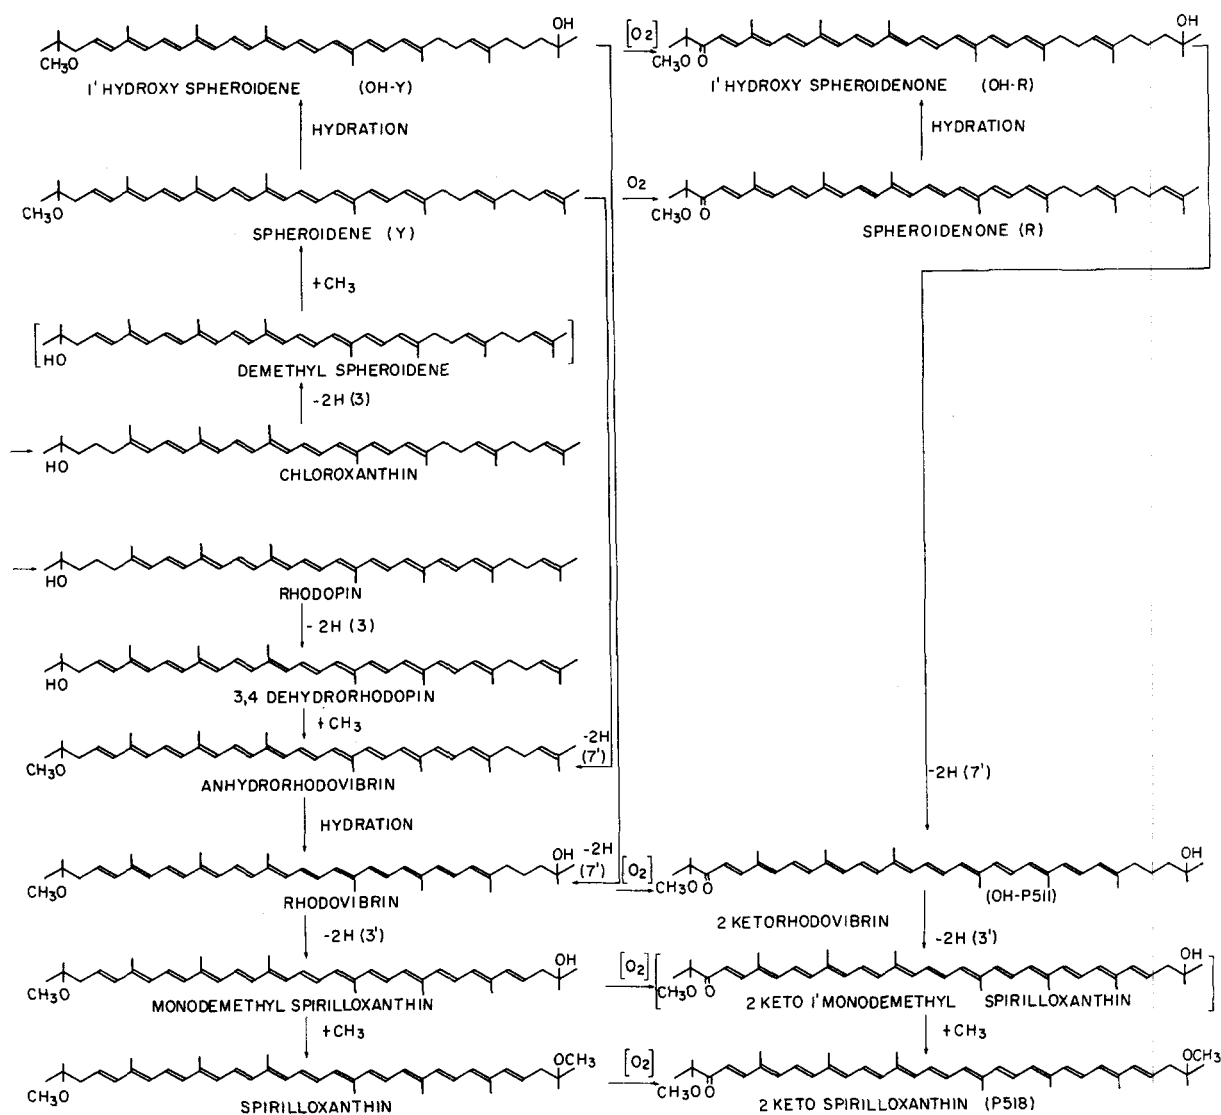 OH
CH3O
1' HYDROXY SPHEROIDENE (OH-Y)
[O2]
OH
CH3O
O
1' HYDROXY SPHEROIDENONE (OH-R)
HYDRATION
HYDRATION
CH3O
SPHEROIDENE (Y)
O2
CH3O
O
SPHEROIDENONE (R)
+CH3
HO
DEMETHYL SPHEROIDENE
-2H (3)
HO
CHLOROXANTHIN
HO
RHODOPIN
-2H (3)
HO
3,4 DEHYDRORHODOPIN
+CH3
CH3O
-2H
(7')
ANHYDRORHODOVIBRIN
-2H (7')
HYDRATION
OH
CH3O
-2H
(7')
RHODOVIBRIN
[O2]
OH
CH3O
O
(OH-P511)
2 KETORHODOVIBRIN
-2H (3')
-2H (3')
OH
CH3O
MONODEMETHYL SPIRILLOXANTHIN
[O2]
OH
CH3O
O
2 KETO 1' MONODEMETHYL SPIRILLOXANTHIN
+CH3
+CH3
OCH3
CH3O
SPIRILLOXANTHIN
[O2]
OCH3
CH3O
O
2 KETO SPIRILLOXANTHIN (P518)